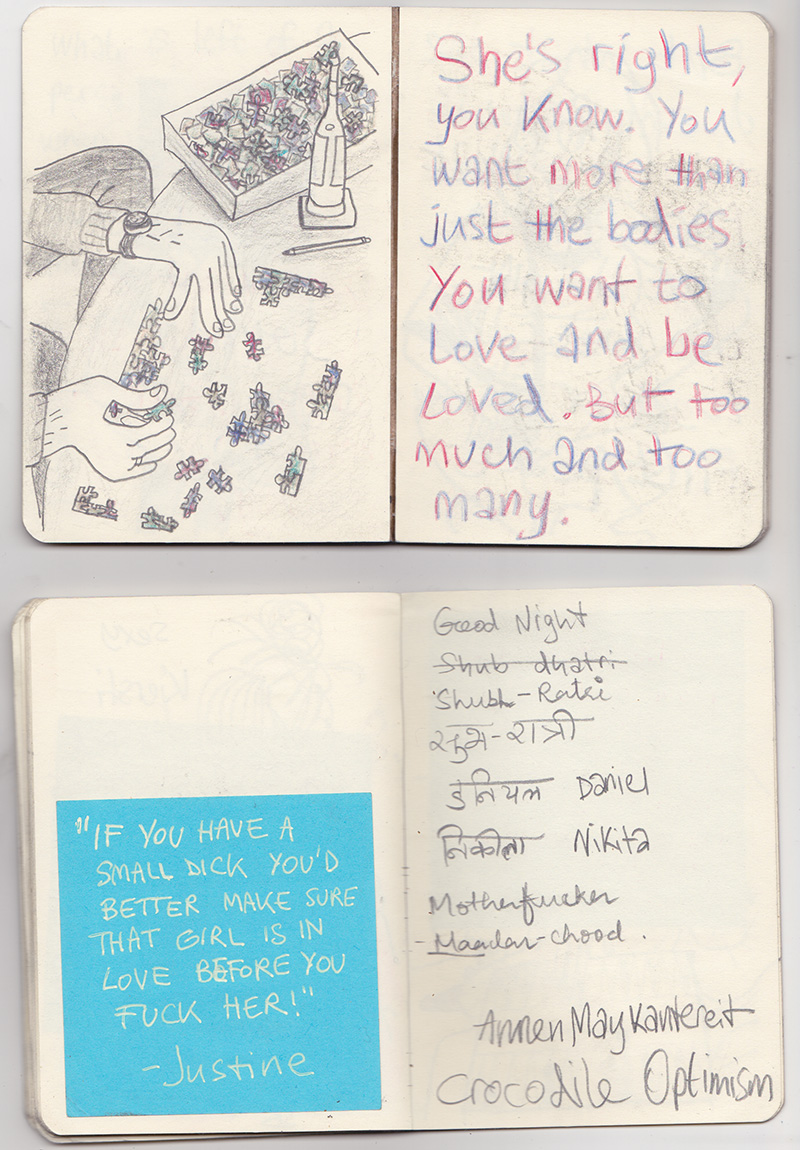 She's right,
you know. You
want more than
just the bodies
You want to
Love and be
Loved. But too
much and too
many.
"IF YOU HAVE A
SMALL DICK YOU'D
BETTER MAKE SURE
THAT GIRL IS IN
LOVE BEFORE YOU
FUCK HER!"
-Justine
Good Night
Shub dhatri
Shubh-Ratri
शुभ-रात्री
डेनियल Daniel
निकीता Nikita
Motherfucker
-Maadar-chood.
AnnenMayKantereit
Crocodile Optimism